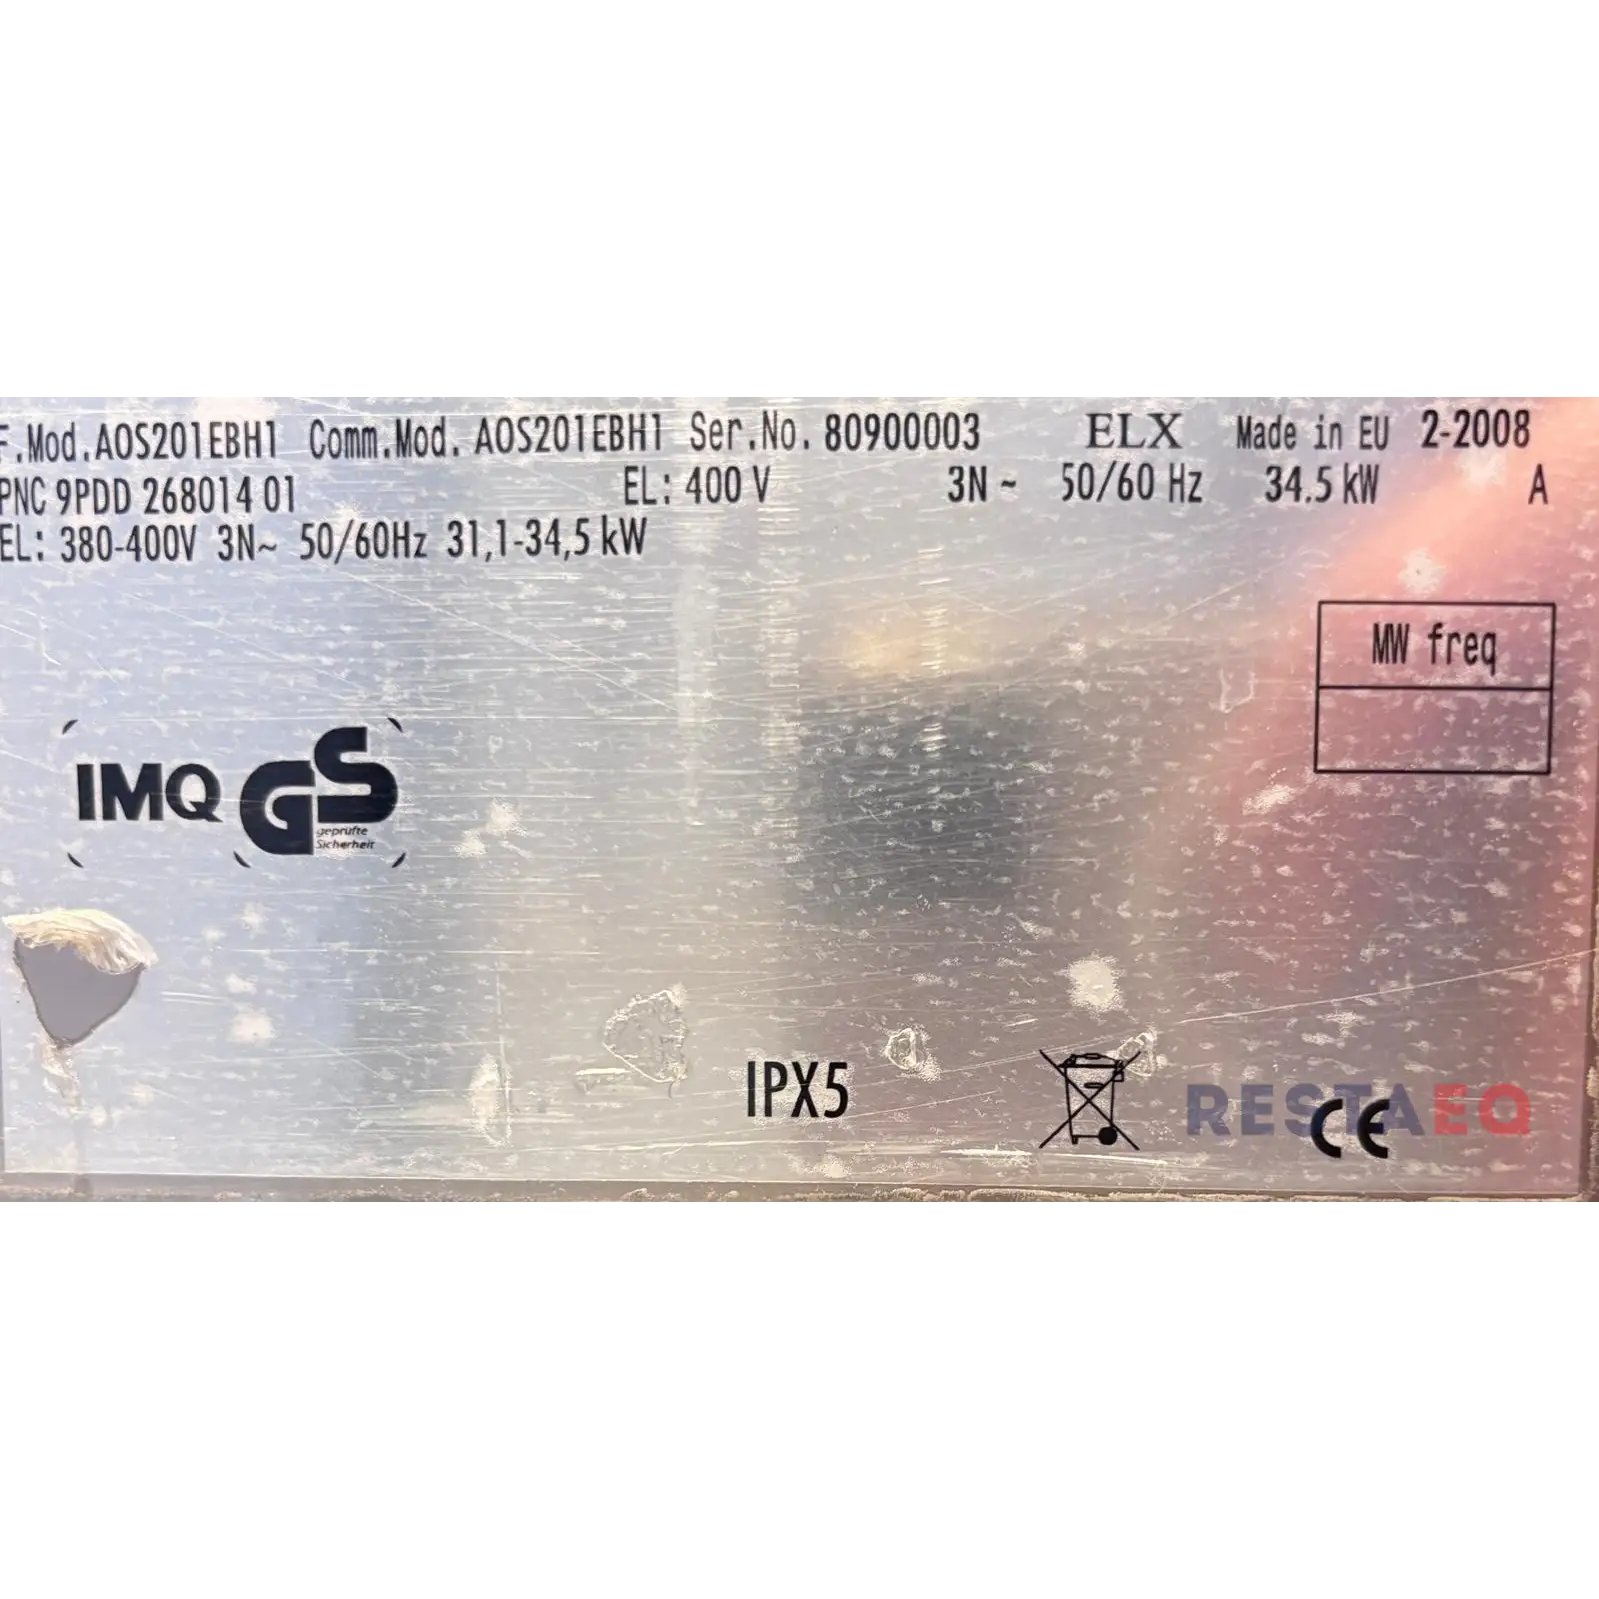 F.Mod.AOS201EBH1 Comm.Mod. AOS201EBH1 Ser.No. 80900003 ELX Made in EU 2-2008
PNC 9PDD 268014 01 EL: 400 V 3N ~ 50/60 Hz 34.5 kW A
EL: 380-400V 3N~ 50/60Hz 31,1-34,5 kW
MW freq
IMQ GS
geprüfte
Sicherheit
IPX5
RESTAEQ
CE